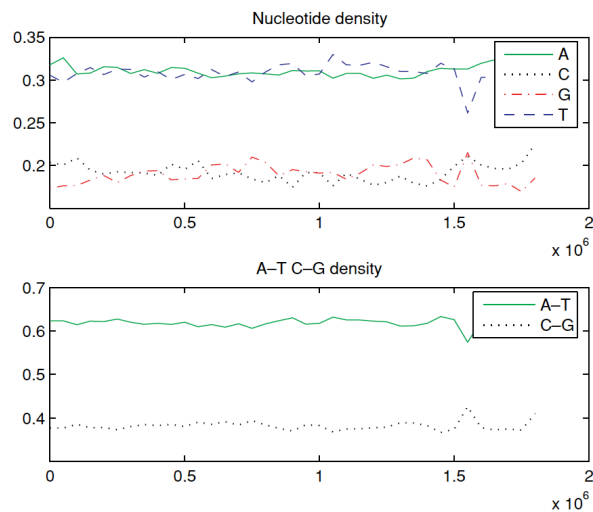 Nucleotide density
0.35
0.3
0.25
0.2
A
C
G
T
0 0.5 1 1.5 2
x 10^6
A–T C–G density
0.7
0.6
0.5
0.4
A–T
C–G
0 0.5 1 1.5 2
x 10^6